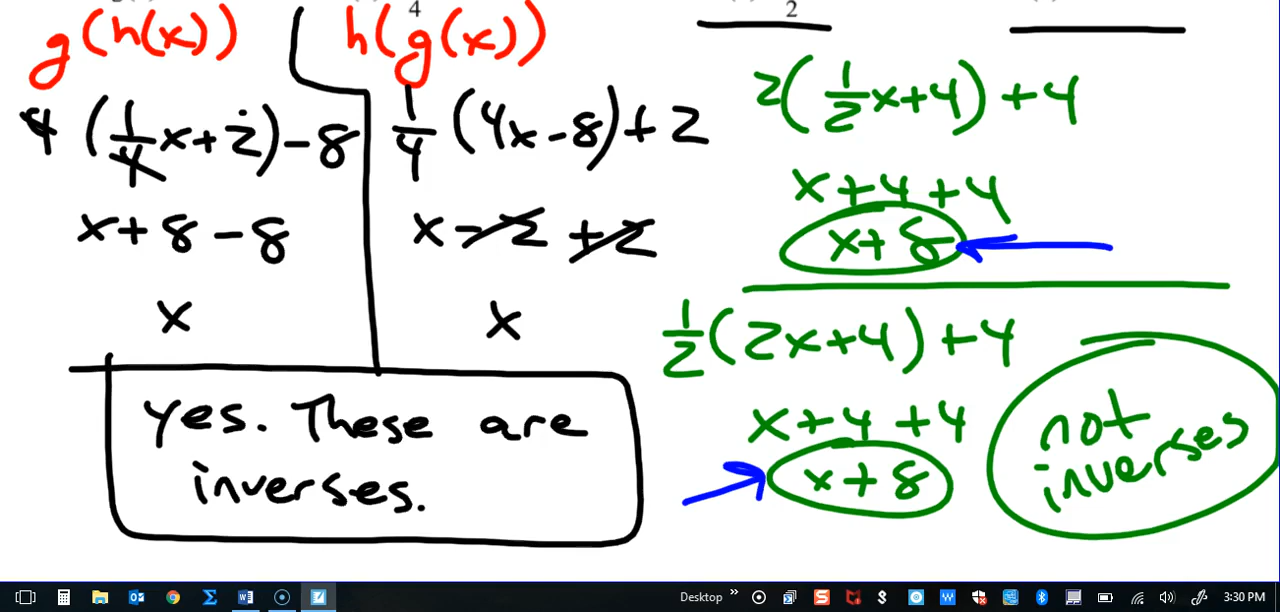 4
2
g(h(x))
h(g(x))
4(1/4x+2)-8
x+8-8
x
1/4(4x-8)+2
x-2+2
x
yes. These are
inverses.
2(1/2x+4)+4
x+4+4
x+8
1/2(2x+4)+4
x+4+4
x+8
not
inverses
Desktop
3:30 PM